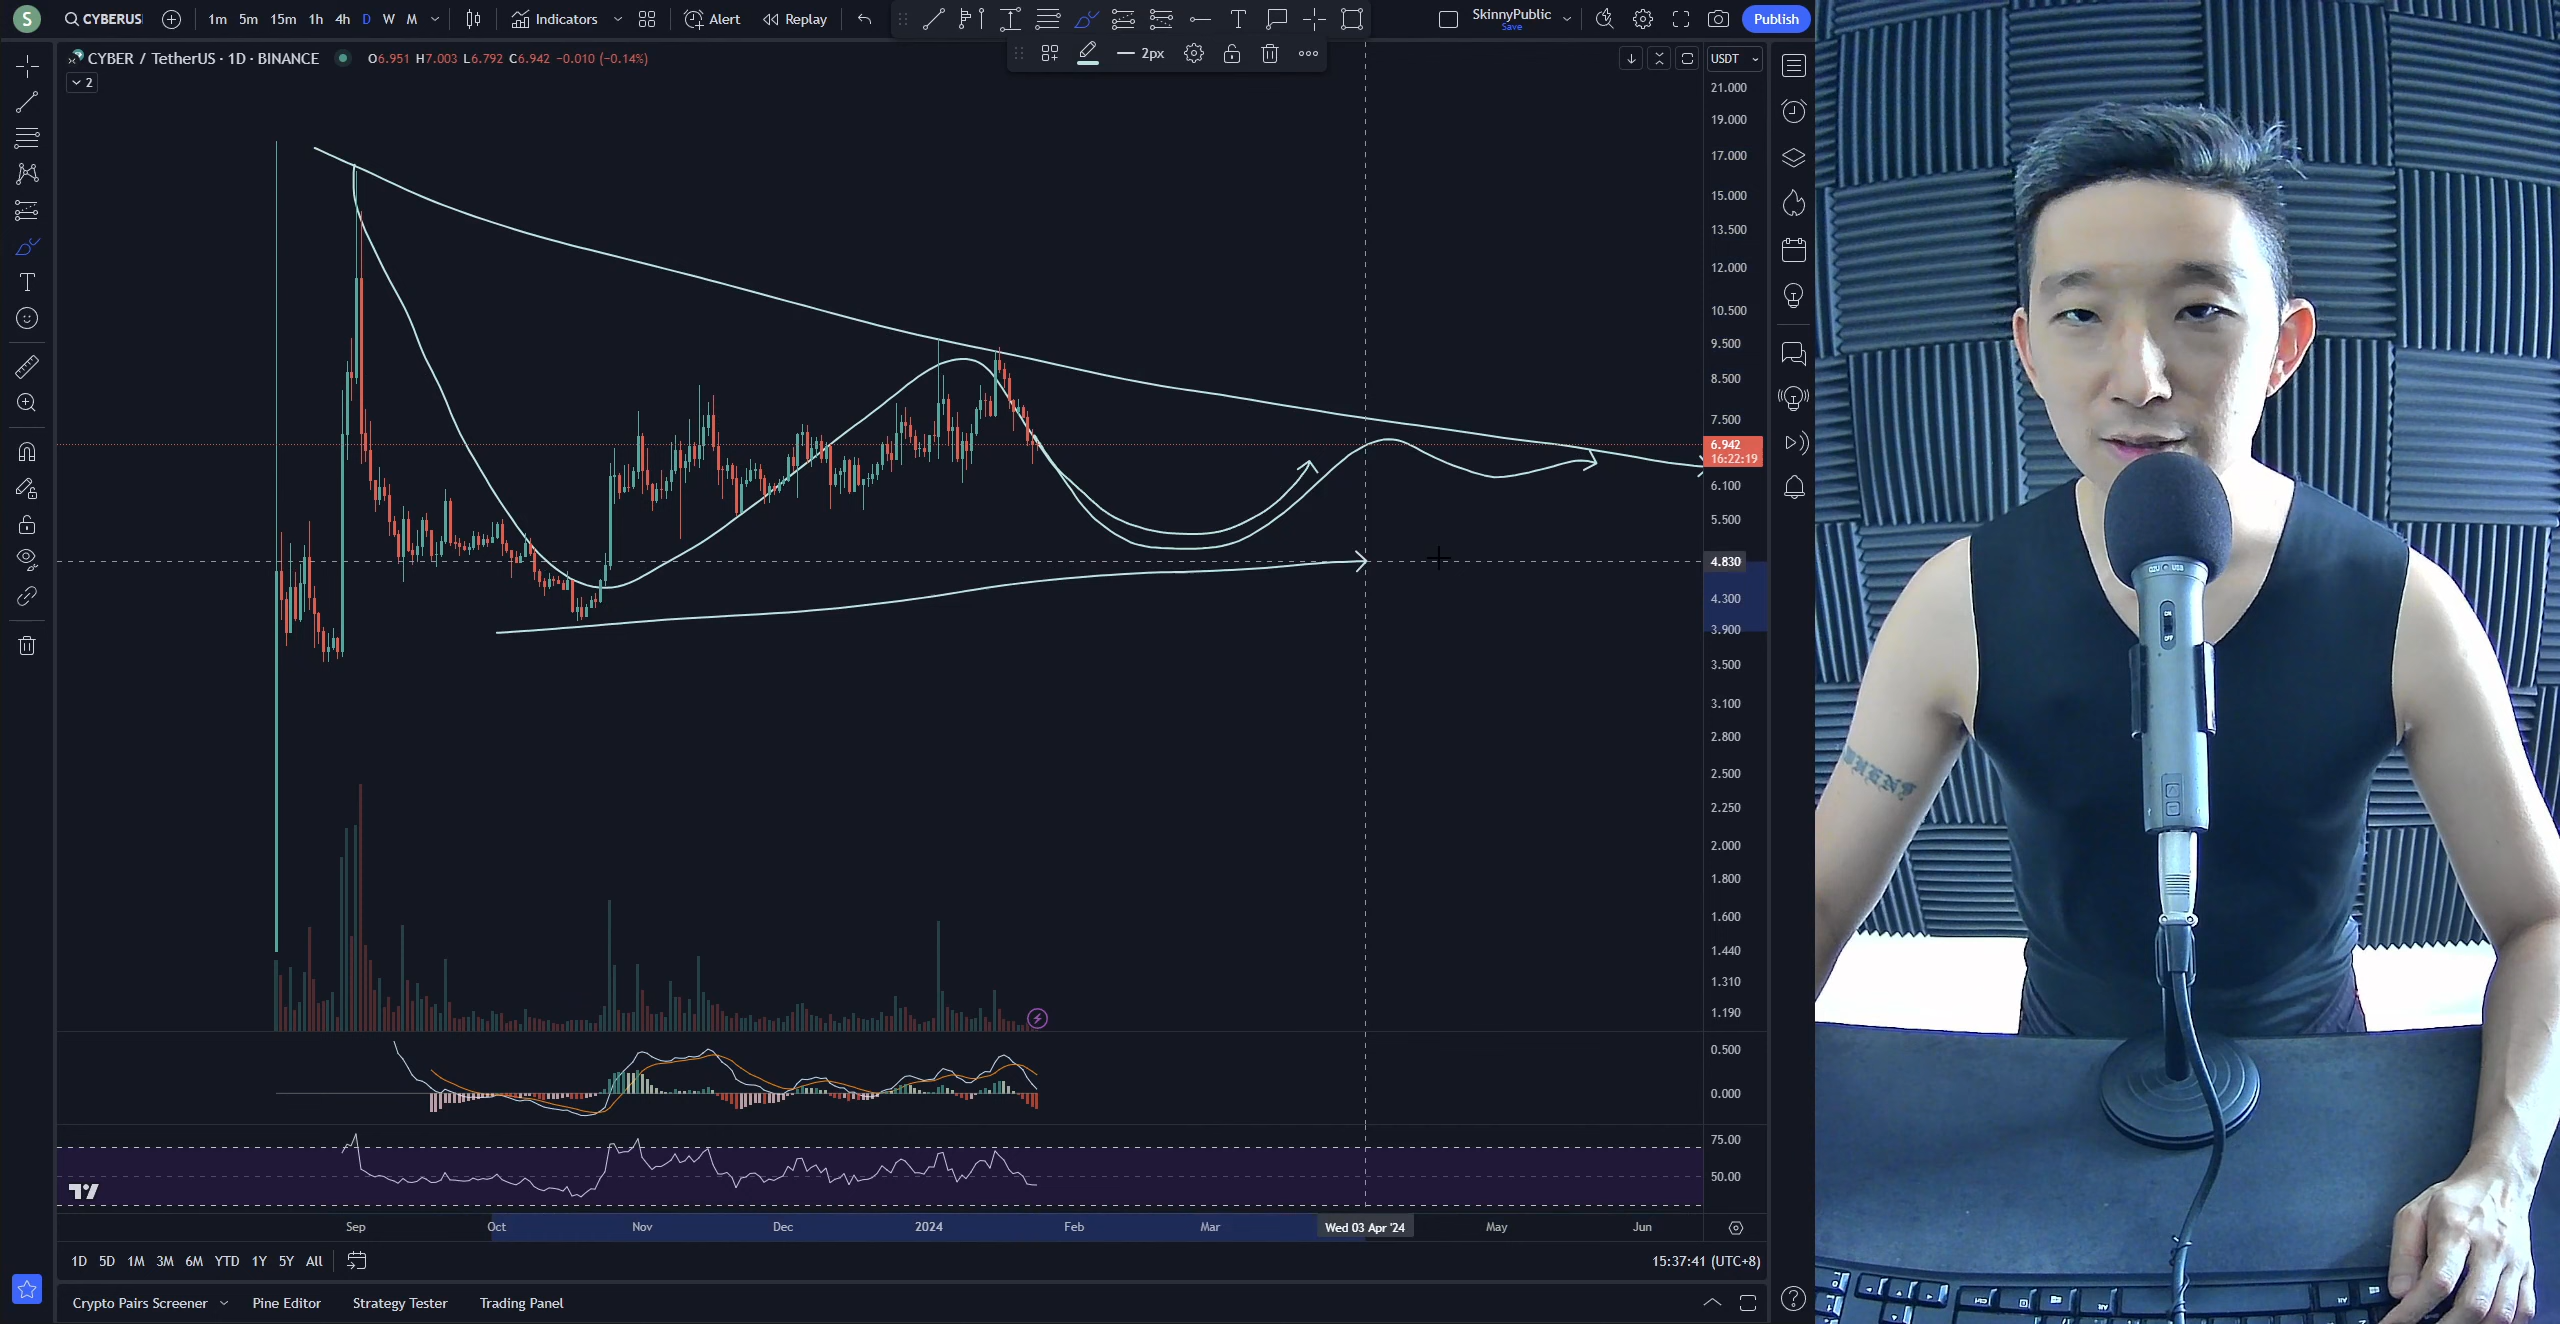 S
CYBERUS
1m 5m 15m 1h 4h D W M
Indicators
Alert
Replay
SkinnyPublic
Save
Publish
CYBER / TetherUS · 1D · BINANCE
O6.951 H7.003 L6.792 C6.942 −0.010 (−0.14%)
2px
USDT
2
21.000
19.000
17.000
15.000
13.500
12.000
10.500
9.500
8.500
7.500
6.942
16:22:19
6.100
5.500
4.830
4.300
3.900
3.500
3.100
2.800
2.500
2.250
2.000
1.800
1.600
1.440
1.310
1.190
0.500
0.000
75.00
50.00
Sep Oct Nov Dec 2024 Feb Mar Wed 03 Apr '24 May Jun
1D 5D 1M 3M 6M YTD 1Y 5Y All
15:37:41 (UTC+8)
Crypto Pairs Screener Pine Editor Strategy Tester Trading Panel
ON
OFF